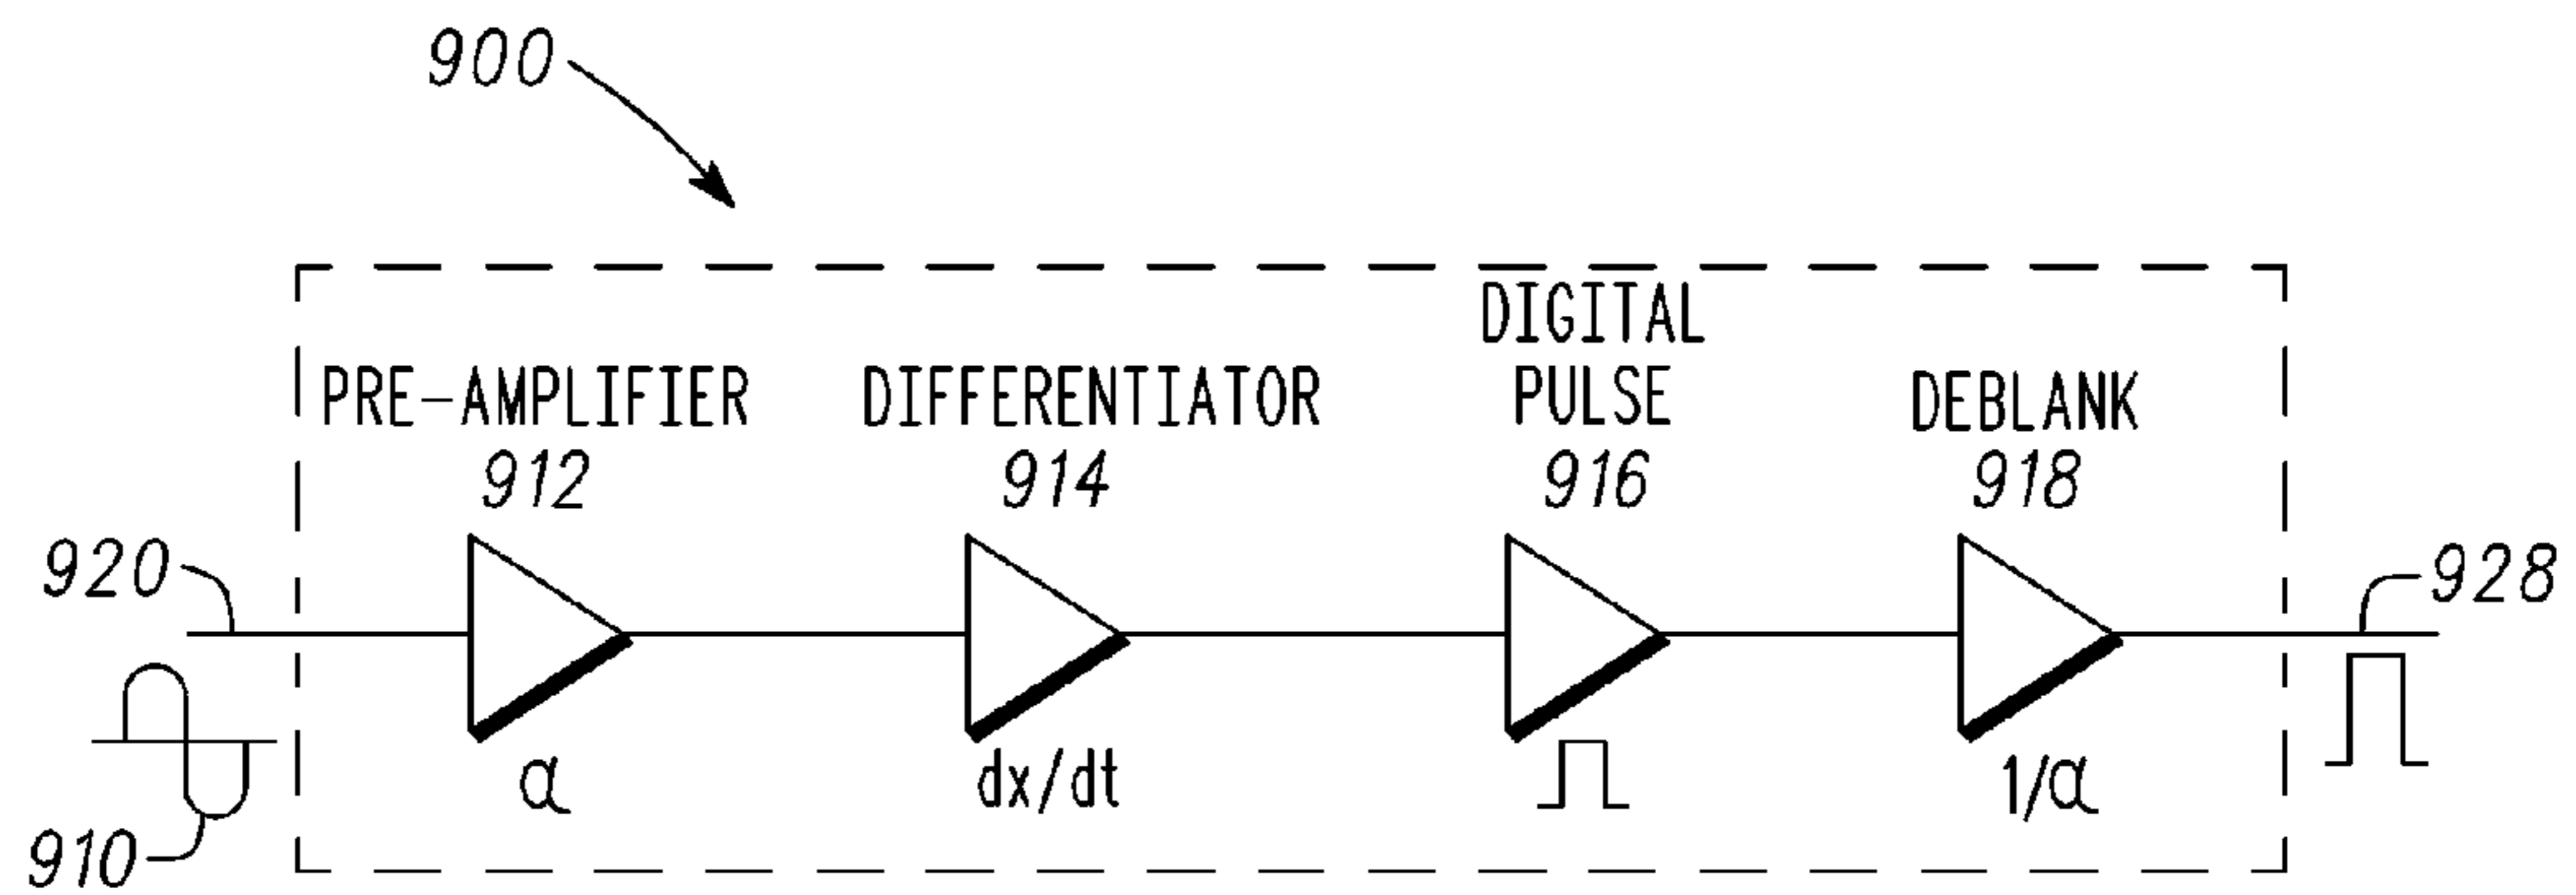 900
DIGITAL
PRE-AMPLIFIER DIFFERENTIATOR PULSE DEBLANK
912 914 916 918
920 928
α dx/dt 1/α
910